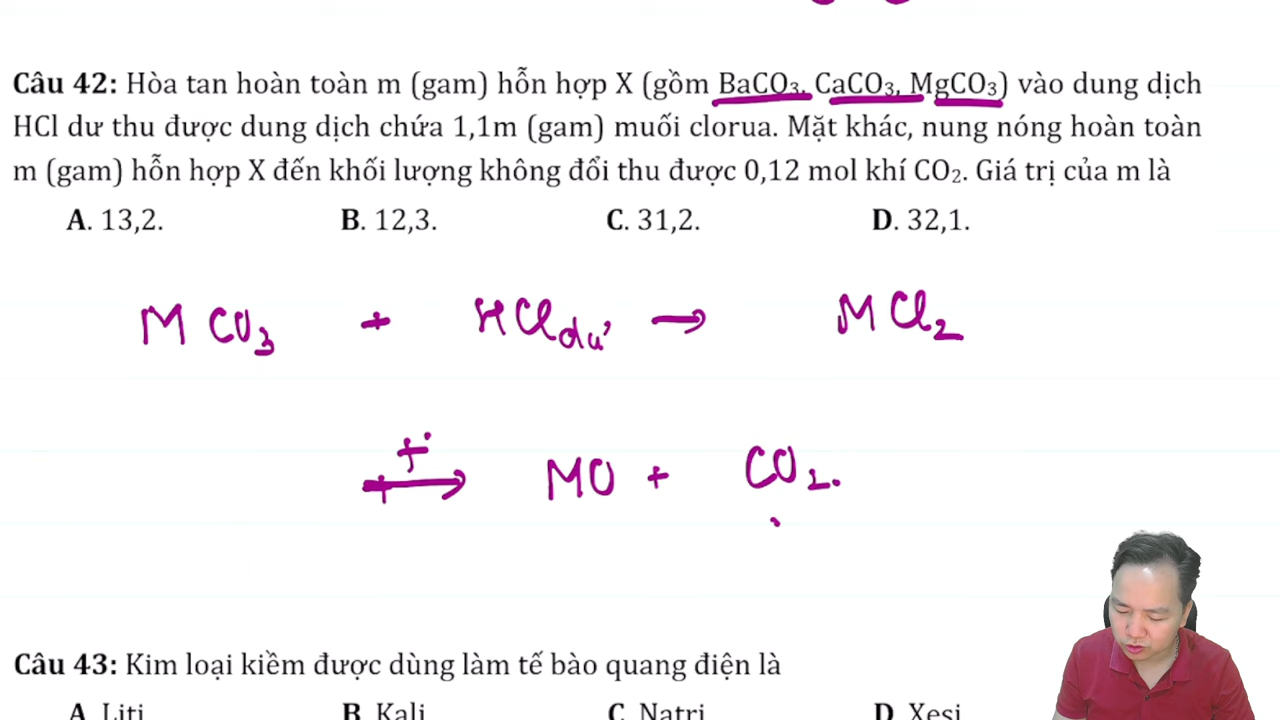 Câu 42: Hòa tan hoàn toàn m (gam) hỗn hợp X (gồm BaCO₃, CaCO₃, MgCO₃) vào dung dịch
HCl dư thu được dung dịch chứa 1,1m (gam) muối clorua. Mặt khác, nung nóng hoàn toàn
m (gam) hỗn hợp X đến khối lượng không đổi thu được 0,12 mol khí CO₂. Giá trị của m là
A. 13,2. B. 12,3. C. 31,2. D. 32,1.
M CO₃ + HCl dư → MCl₂
t° → MO + CO₂.
Câu 43: Kim loại kiềm được dùng làm tế bào quang điện là
A. Liti B. Kali C. Natri D. Xesi